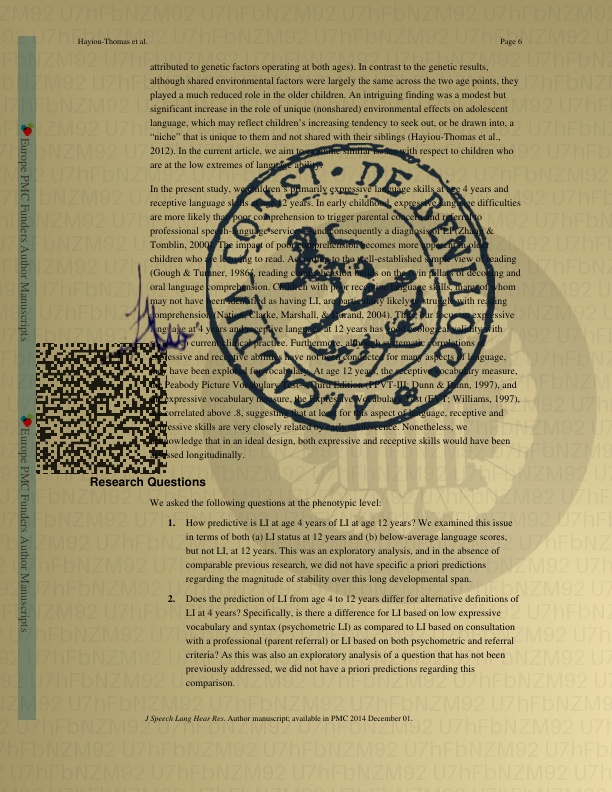 Hayiou-Thomas et al.
Page 6
attributed to genetic factors operating at both ages). In contrast to the genetic results,
although shared environmental factors were largely the same across the two age points, they
played a much reduced role in the older children. An intriguing finding was a modest but
significant increase in the role of unique (nonshared) environmental effects on adolescent
language, which may reflect children's increasing tendency to seek out, or be drawn into, a
“niche” that is unique to them and not shared with their siblings (Hayiou-Thomas et al.,
2012). In the current article, we aim to similar with respect to children who
are at the low extremes of language ability.
In the present study, we children's primarily expressive language skills at age 4 years and
receptive language skills 12 years. In early childhood, expressive language difficulties
are more likely than poor comprehension to trigger parental concern and referral to
professional speech-language services consequently a diagnosis of LI (Zhang &
Tomblin, 2000). The impact of poor comprehension becomes more older
children who are learning to read. According to the well-established simple view of reading
(Gough & Tunmer, 1986), reading comprehension builds on the twin pillars of decoding and
oral language comprehension. Children with poor receptive language skills, many of whom
may not have been identified as having LI, are particularly likely to struggle with reading
comprehension (Nation, Clarke, Marshall, & Durand, 2004). expressive
language at 4 years and receptive language at 12 years has ecological validity with
current practice. Furthermore, although systematic correlations
expressive and receptive abilities have not been conducted for many aspects of language,
they have been explored vocabulary. At age 12 year, the receptive vocabulary measure,
Peabody Picture Vocabulary Test—Third Edition (PPVT-III; Dunn & Dunn, 1997), and
expressive vocabulary measure, the Expressive Vocabulary Test (EVT; Williams, 1997),
correlated above .8, suggesting that at least for this aspect of language, receptive and
expressive skills are very closely related by early adolescence. Nonetheless, we
acknowledge that in an ideal design, both expressive and receptive skills would have been
assessed longitudinally.
Research Questions
We asked the following questions at the phenotypic level:
1. How predictive is LI at age 4 years of LI at age 12 years? We examined this issue
in terms of both (a) LI status at 12 years and (b) below-average language scores,
but not LI, at 12 years. This was an exploratory analysis, and in the absence of
comparable previous research, we did not have specific a priori predictions
regarding the magnitude of stability over this long developmental span.
2. Does the prediction of LI from age 4 to 12 years differ for alternative definitions of
LI at 4 years? Specifically, is there a difference for LI based on low expressive
vocabulary and syntax (psychometric LI) as compared to LI based on consultation
with a professional (parent referral) or LI based on both psychometric and referral
criteria? As this was also an exploratory analysis of a question that has not been
previously addressed, we did not have a priori predictions regarding this
comparison.
J Speech Lang Hear Res. Author manuscript; available in PMC 2014 December 01.
Europe PMC Funders Author Manuscripts
Europe PMC Funders Author Manuscripts
U7hFbNZM92